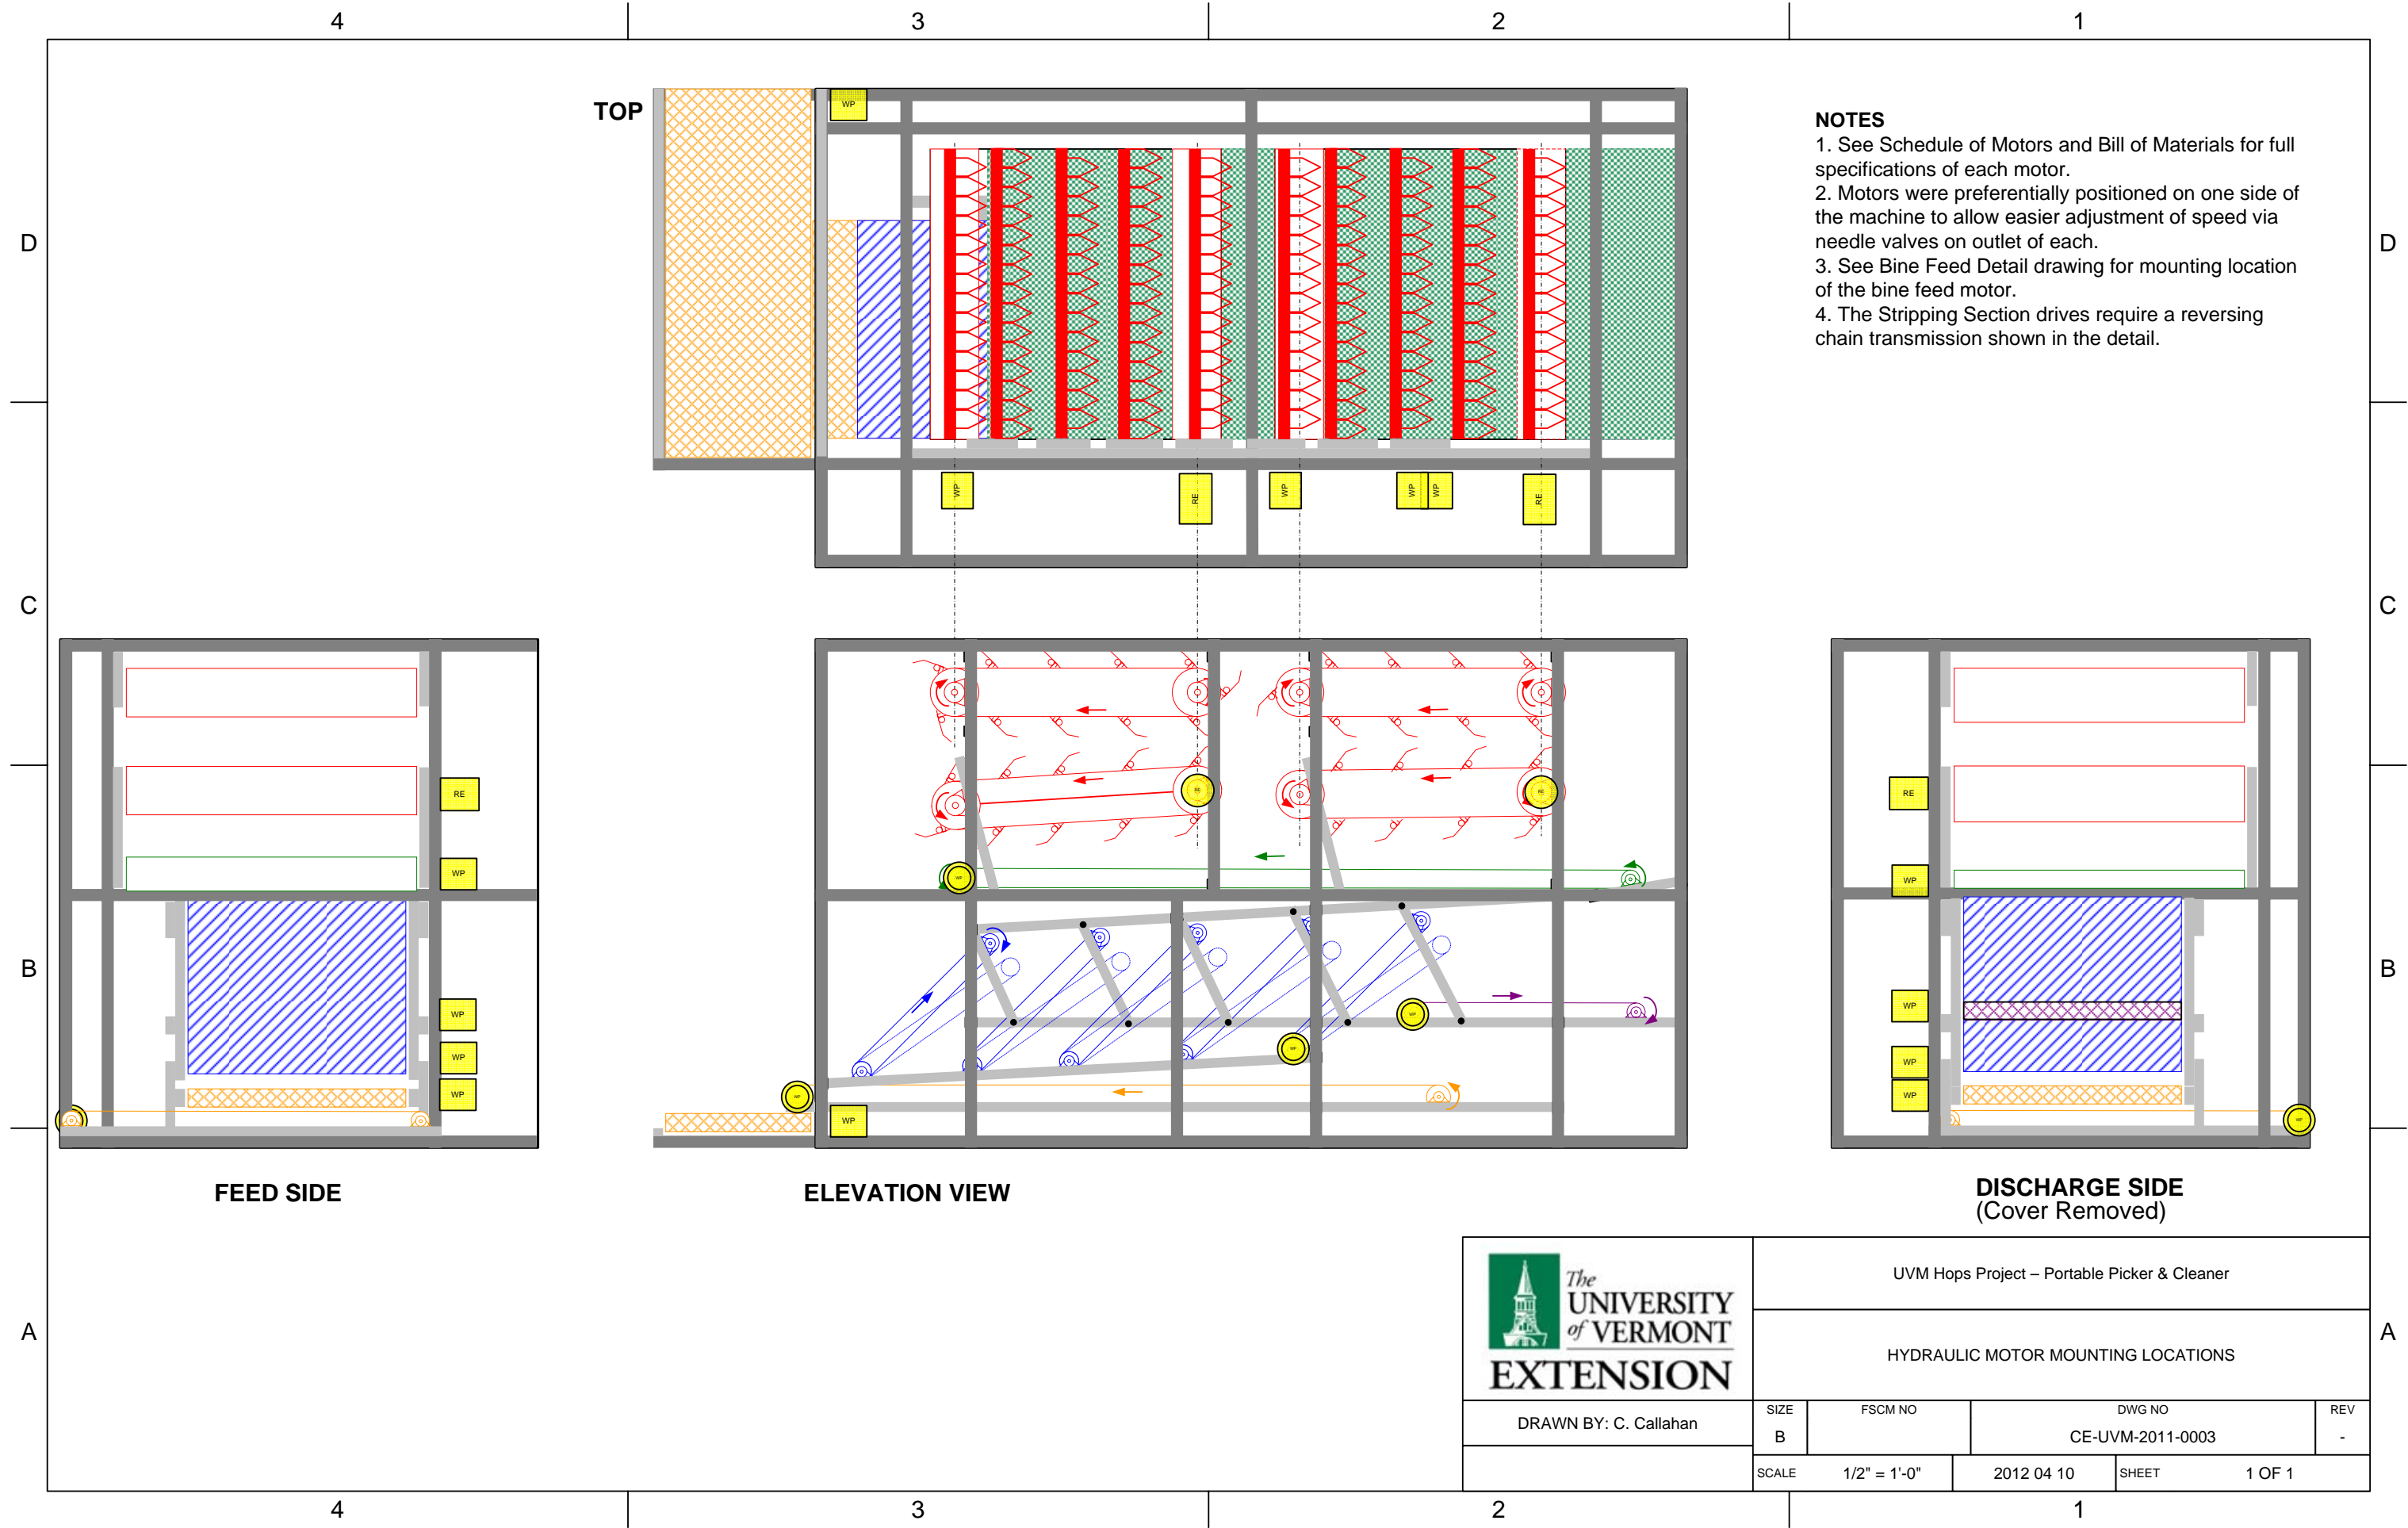 4
3
2
1
TOP
WP
NOTES
1. See Schedule of Motors and Bill of Materials for full
specifications of each motor.
2. Motors were preferentially positioned on one side of
the machine to allow easier adjustment of speed via
needle valves on outlet of each.
3. See Bine Feed Detail drawing for mounting location
of the bine feed motor.
4. The Stripping Section drives require a reversing
chain transmission shown in the detail.
D
D
WP
RE
WP
WP
WP
RE
C
C
RE
WP
WP
WP
WP
RE
RE
WP
WP
WP
WP
WP
RE
WP
WP
WP
WP
WP
B
B
FEED SIDE
ELEVATION VIEW
DISCHARGE SIDE
(Cover Removed)
A
A
The
UNIVERSITY
of VERMONT
EXTENSION
UVM Hops Project – Portable Picker & Cleaner
HYDRAULIC MOTOR MOUNTING LOCATIONS
DRAWN BY: C. Callahan
SIZE
B
FSCM NO
DWG NO
CE-UVM-2011-0003
REV
-
SCALE
1/2" = 1'-0"
2012 04 10
SHEET
1 OF 1
4
3
2
1